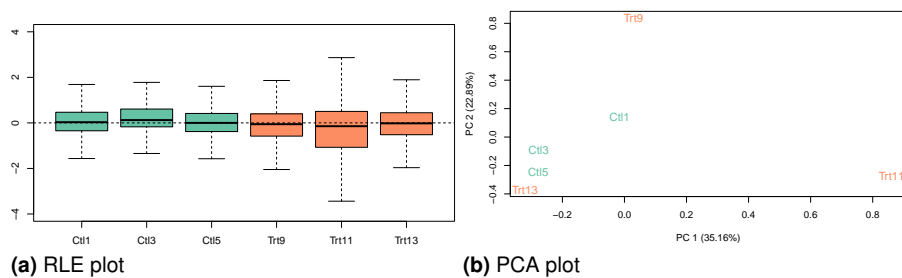 4
2
0
−2
−4
Ctl1 Ctl3 Ctl5 Trt9 Trt11 Trt13
(a) RLE plot
PC 2 (22.89%)
0.8
0.6
0.4
0.2
0.0
−0.2
−0.4
Trt9
Ctl1
Ctl3
Ctl5
Trt13
Trt11
−0.2 0.0 0.2 0.4 0.6 0.8
PC 1 (35.16%)
(b) PCA plot